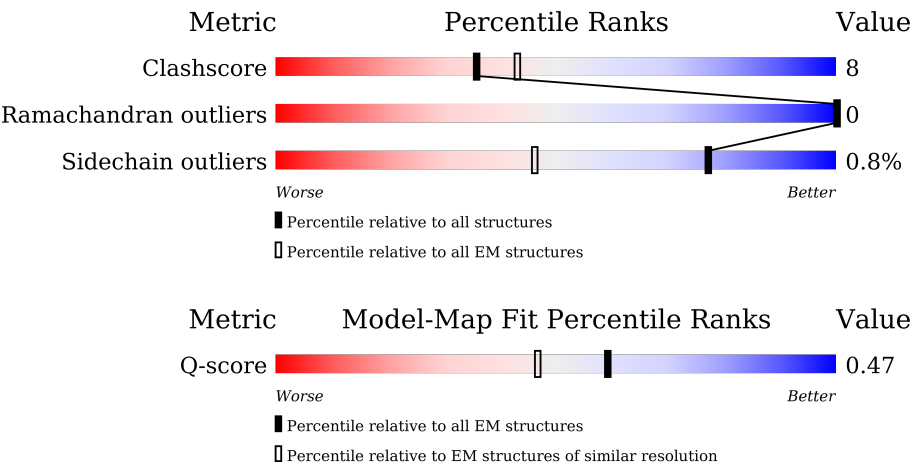 Metric Percentile Ranks Value
Clashscore 8
Ramachandran outliers 0
Sidechain outliers 0.8%
Worse Better
Percentile relative to all structures
Percentile relative to all EM structures
Metric Model-Map Fit Percentile Ranks Value
Q-score 0.47
Worse Better
Percentile relative to all EM structures
Percentile relative to EM structures of similar resolution